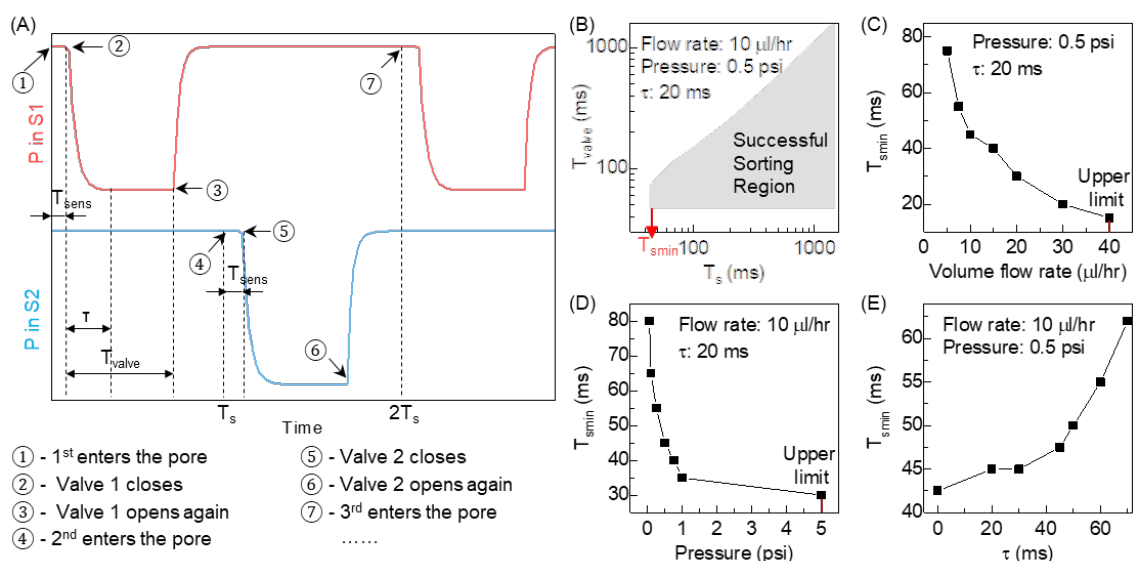 (A)
① ② ⑦
P in S1
③
T_sens
④ ⑤
T_sens
P in S2
τ
T_valve
⑥
T_s 2T_s
Time
① - 1st enters the pore
② - Valve 1 closes
③ - Valve 1 opens again
④ - 2nd enters the pore
⑤ - Valve 2 closes
⑥ - Valve 2 opens again
⑦ - 3rd enters the pore
......
(B)
1000
100
T_valve (ms)
Flow rate: 10 μl/hr
Pressure: 0.5 psi
τ: 20 ms
Successful
Sorting
Region
T_smin
100 1000
T_s (ms)
(C)
80
60
40
20
T_smin (ms)
Pressure: 0.5 psi
τ: 20 ms
Upper
limit
0 10 20 30 40
Volume flow rate (μl/hr)
(D)
80
70
60
50
40
30
T_smin (ms)
Flow rate: 10 μl/hr
τ: 20 ms
Upper
limit
0 1 2 3 4 5
Pressure (psi)
(E)
60
55
50
45
40
T_smin (ms)
Flow rate: 10 μl/hr
Pressure: 0.5 psi
0 20 40 60
τ (ms)